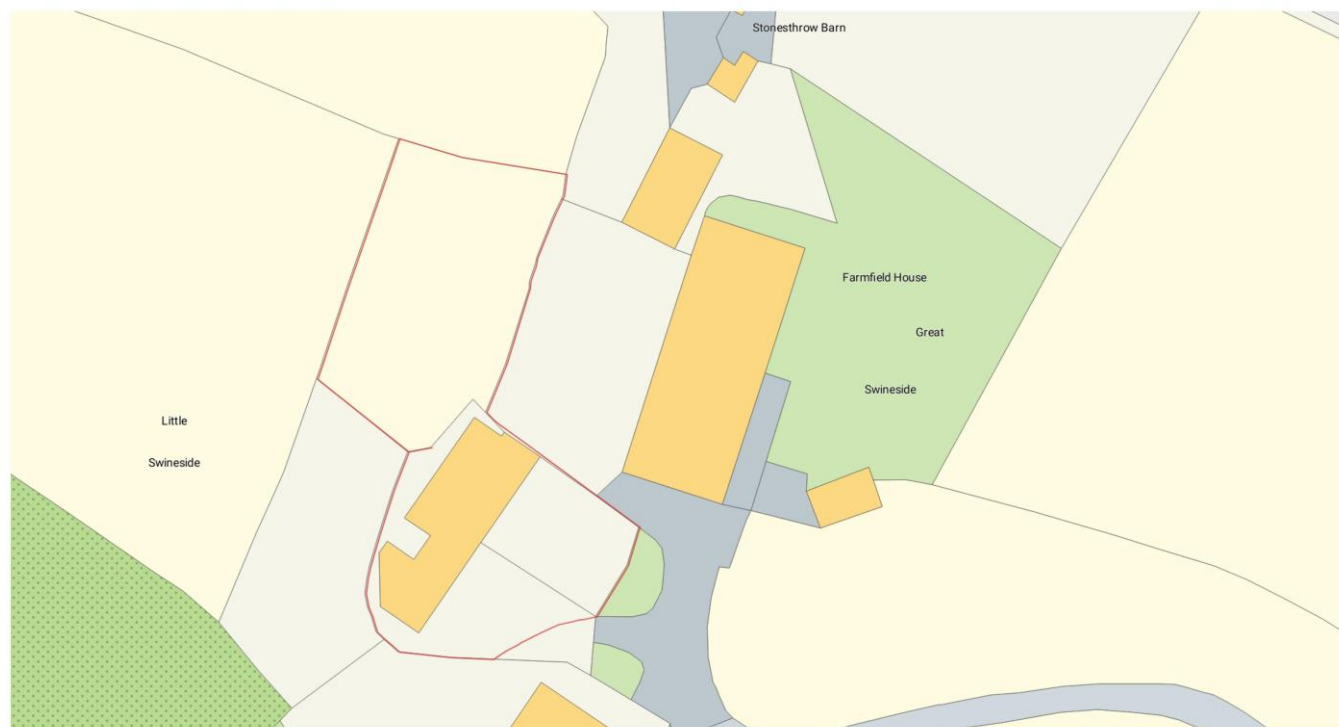 Stonesthrow Barn
Farmfield House
Great
Swineside
Little
Swineside